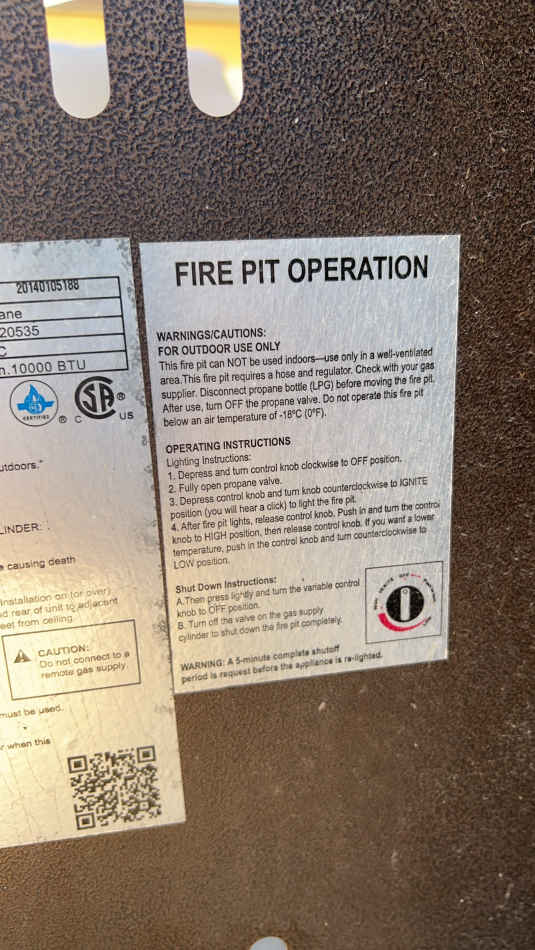 20140105188
ane
20535
C
n.10000 BTU
CERTIFIED
®
C
SA
®
US
utdoors."
LINDER:
e causing death
installation on (or over)
d rear of unit to adjacent
eet from ceiling.
CAUTION:
Do not connect to a
remote gas supply.
must be used.
r when this
FIRE PIT OPERATION
WARNINGS/CAUTIONS:
FOR OUTDOOR USE ONLY
This fire pit can NOT be used indoors—use only in a well-ventilated
area.This fire pit requires a hose and regulator. Check with your gas
supplier. Disconnect propane bottle (LPG) before moving the fire pit.
After use, turn OFF the propane valve. Do not operate this fire pit
below an air temperature of -18°C (0°F).
OPERATING INSTRUCTIONS
Lighting Instructions:
1. Depress and turn control knob clockwise to OFF position.
2. Fully open propane valve.
3. Depress control knob and turn knob counterclockwise to IGNITE
position (you will hear a click) to light the fire pit.
4. After fire pit lights, release control knob. Push in and turn the control
knob to HIGH position, then release control knob. If you want a lower
temperature, push in the control knob and turn counterclockwise to
LOW position.
Shut Down Instructions:
A.Then press lightly and turn the variable control
knob to OFF position.
B. Turn off the valve on the gas supply
cylinder to shut down the fire pit completely.
HIGH IGNITE OFF
LOW
WARNING: A 5-minute complete shutoff
period is request before the appliance is re-lighted.